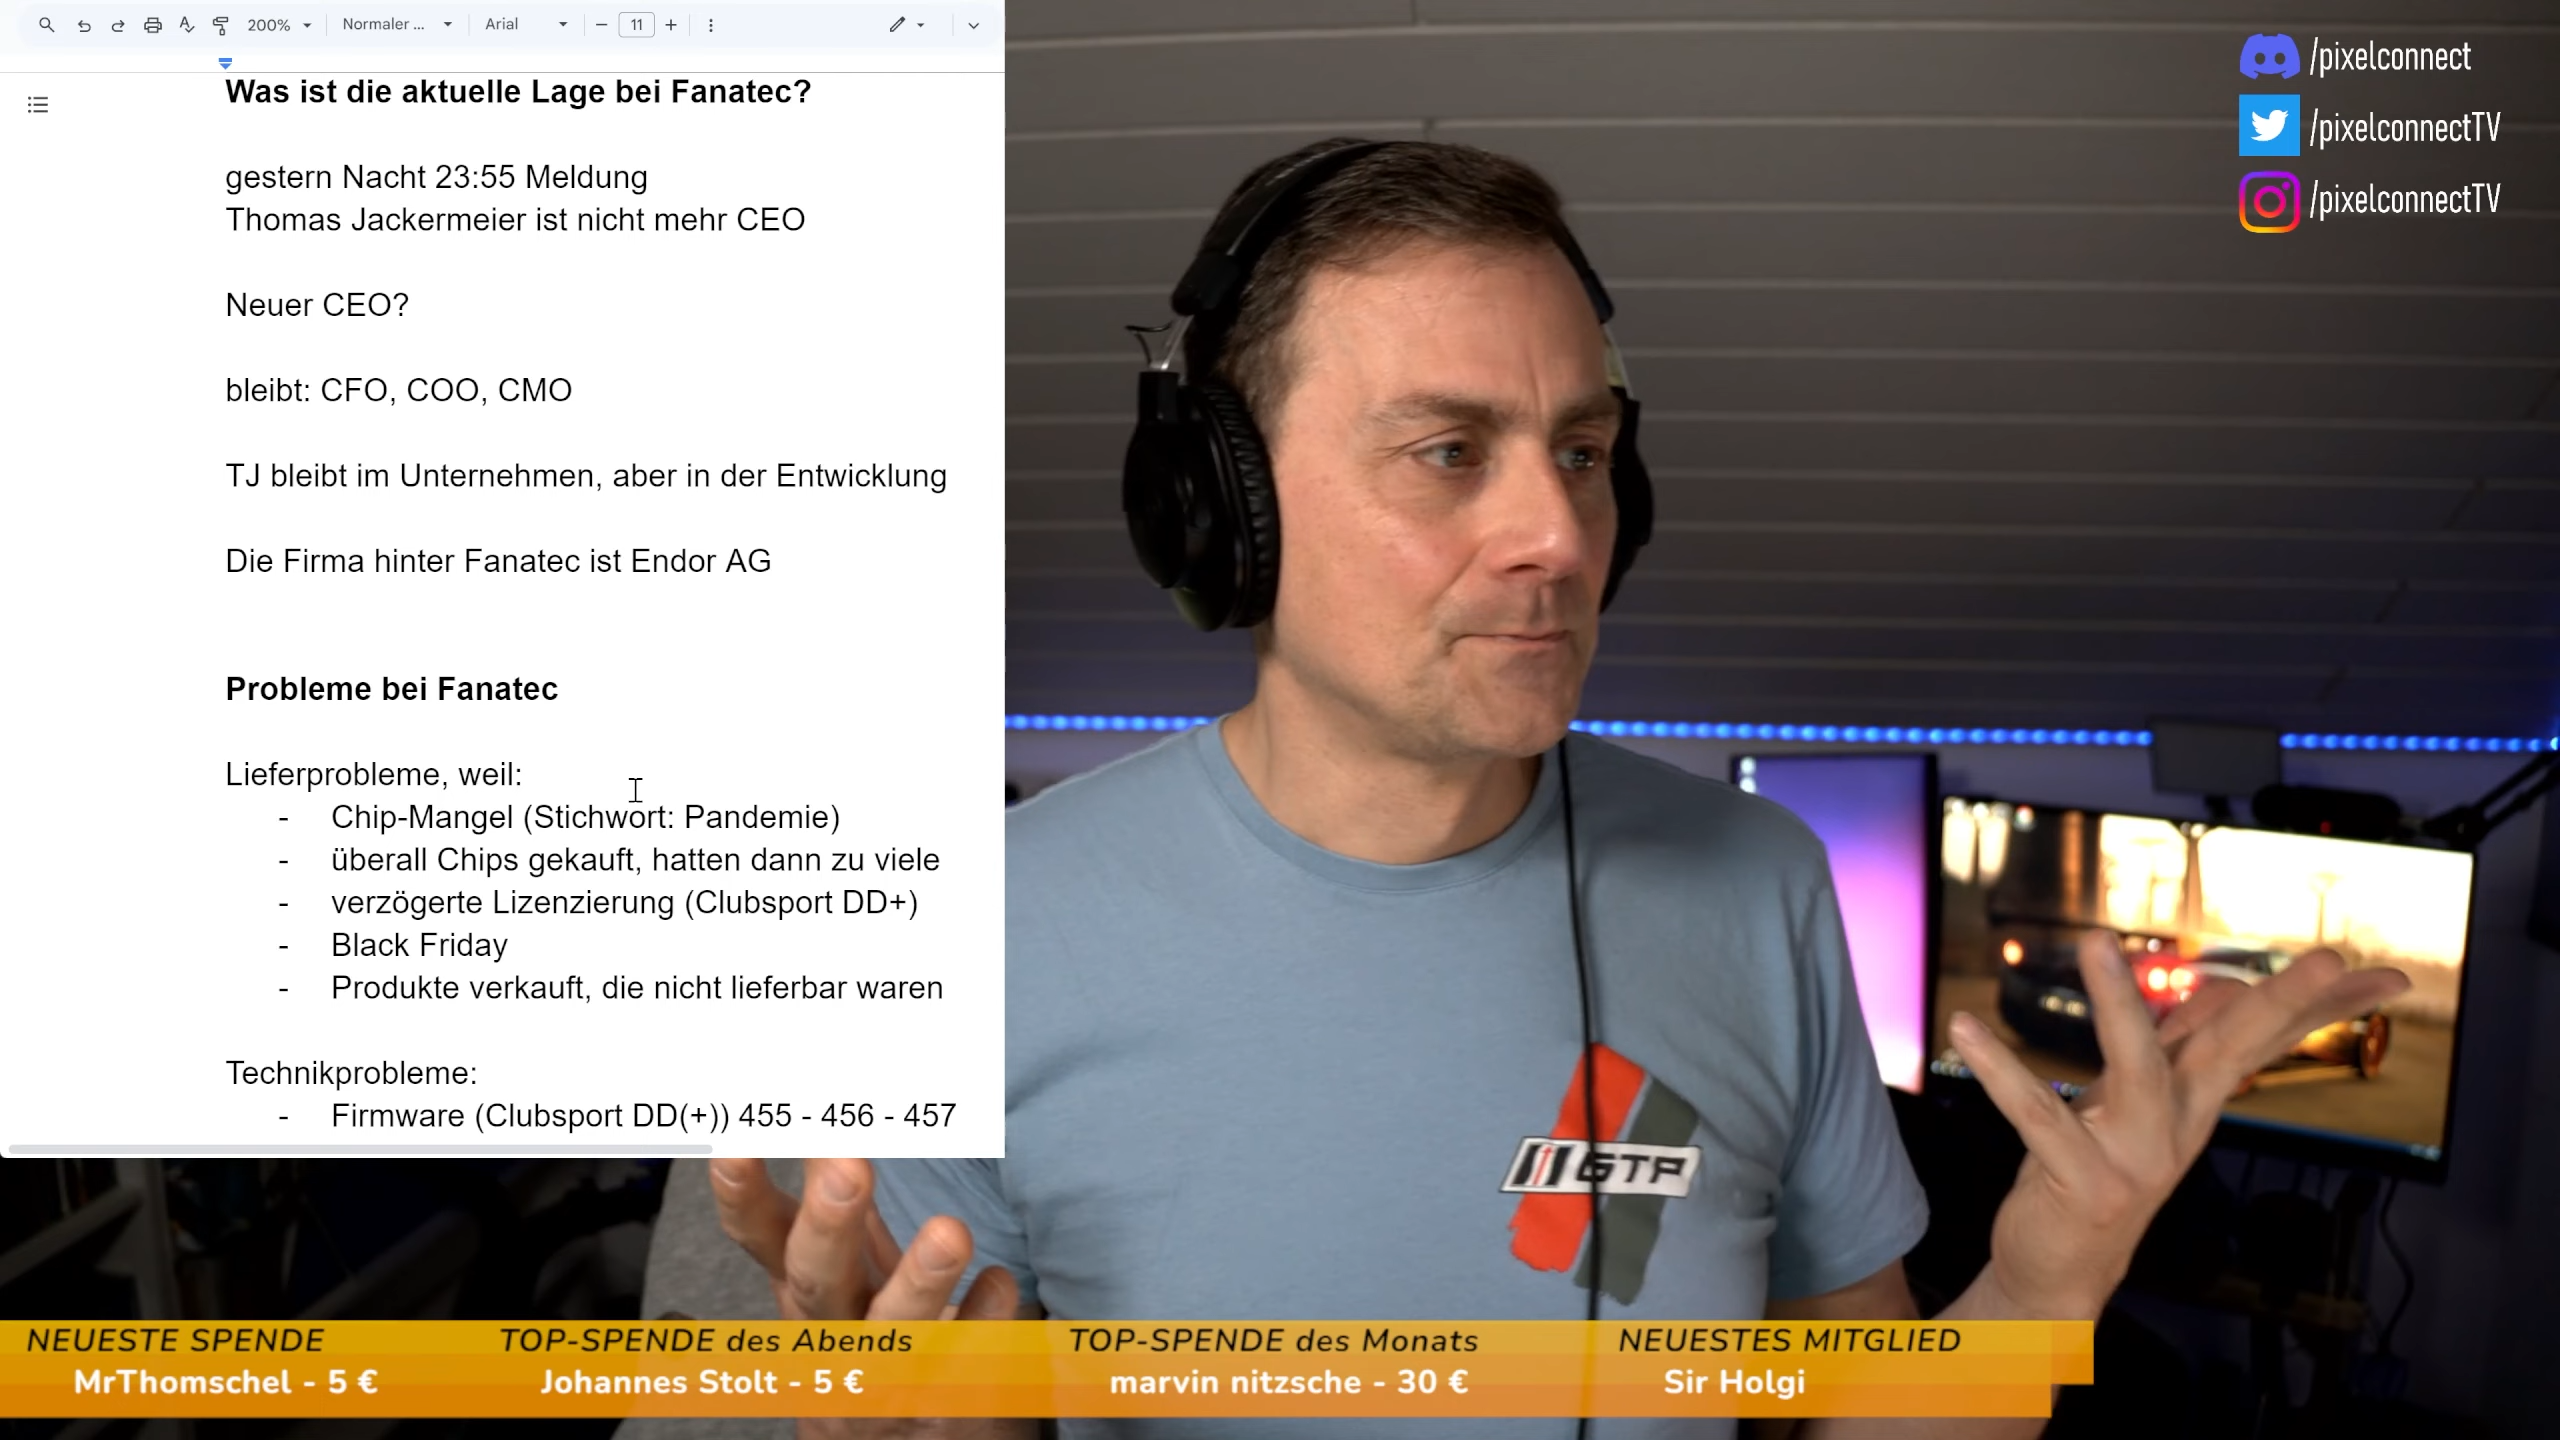 200%
Normaler ...
Arial
11
Was ist die aktuelle Lage bei Fanatec?
gestern Nacht 23:55 Meldung
Thomas Jackermeier ist nicht mehr CEO
Neuer CEO?
bleibt: CFO, COO, CMO
TJ bleibt im Unternehmen, aber in der Entwicklung
Die Firma hinter Fanatec ist Endor AG
Probleme bei Fanatec
Lieferprobleme, weil:
- Chip-Mangel (Stichwort: Pandemie)
- überall Chips gekauft, hatten dann zu viele
- verzögerte Lizenzierung (Clubsport DD+)
- Black Friday
- Produkte verkauft, die nicht lieferbar waren
Technikprobleme:
- Firmware (Clubsport DD(+)) 455 - 456 - 457
/pixelconnect
/pixelconnectTV
/pixelconnectTV
GTP
NEUESTE SPENDE
MrThomschel - 5 €
TOP-SPENDE des Abends
Johannes Stolt - 5 €
TOP-SPENDE des Monats
marvin nitzsche - 30 €
NEUESTES MITGLIED
Sir Holgi